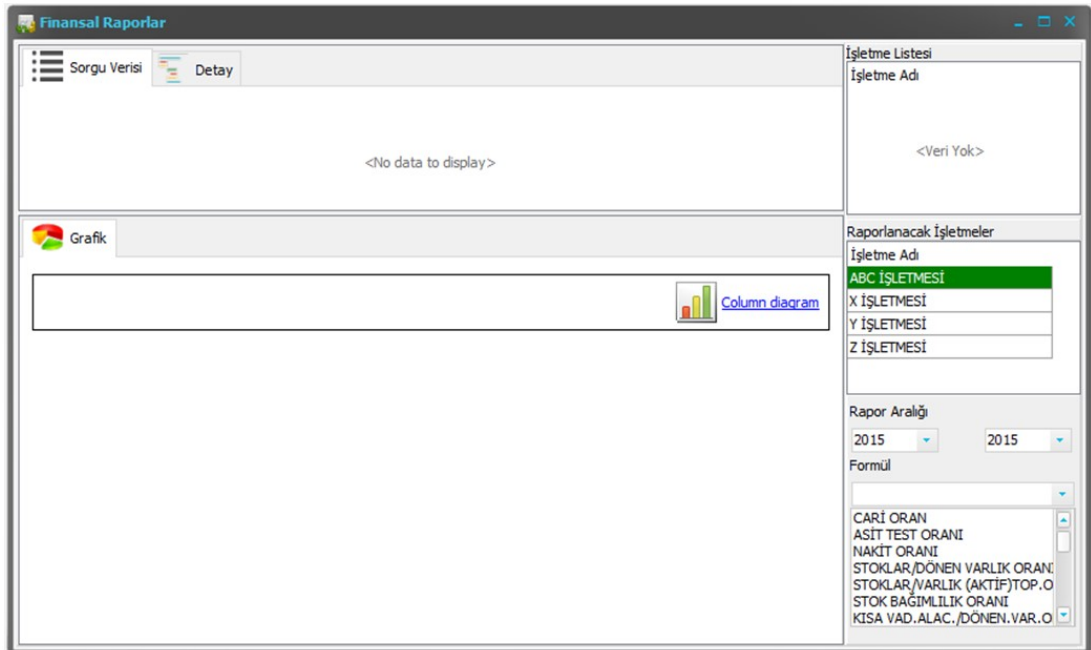 Finansal Raporlar
Sorgu Verisi
Detay
<No data to display>
Grafik
Column diagram
İşletme Listesi
İşletme Adı
<Veri Yok>
Raporlanacak İşletmeler
İşletme Adı
ABC İŞLETMESİ
X İŞLETMESİ
Y İŞLETMESİ
Z İŞLETMESİ
Rapor Aralığı
2015 2015
Formül
CARİ ORAN
ASİT TEST ORANI
NAKİT ORANI
STOKLAR/DÖNEN VARLIK ORANI
STOKLAR/VARLIK (AKTİF)TOP.O
STOK BAĞIMLILIK ORANI
KISA VAD.ALAC./DÖNEN.VAR.O